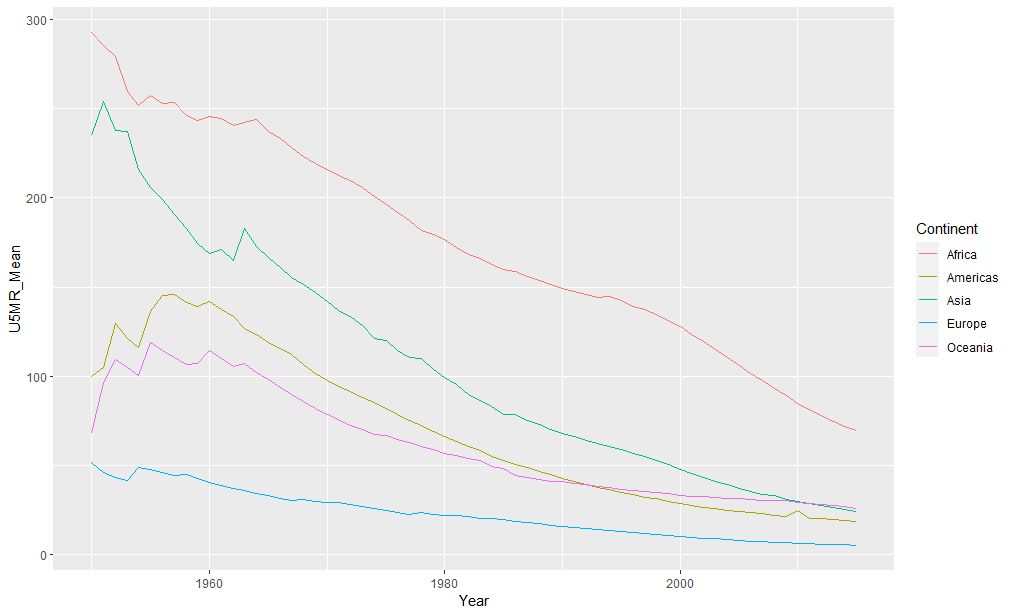 300
200
100
0
U5MR_Mean
1960
1980
2000
Year
Continent
Africa
Americas
Asia
Europe
Oceania